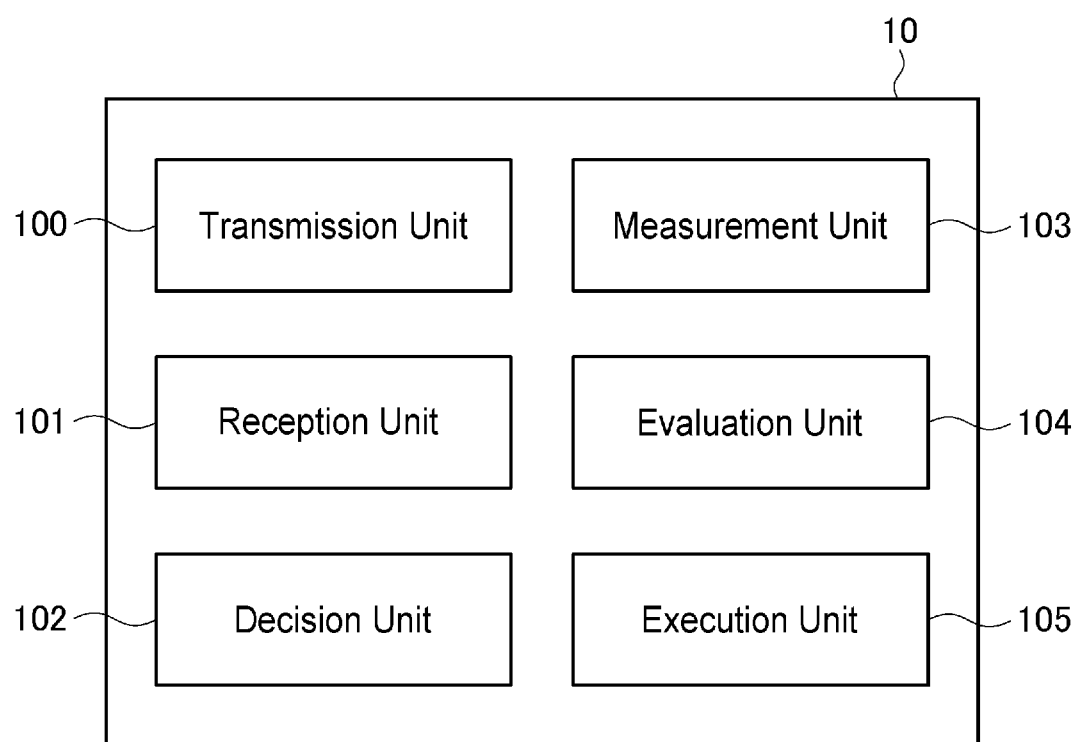 10
100 Transmission Unit Measurement Unit 103
101 Reception Unit Evaluation Unit 104
102 Decision Unit Execution Unit 105